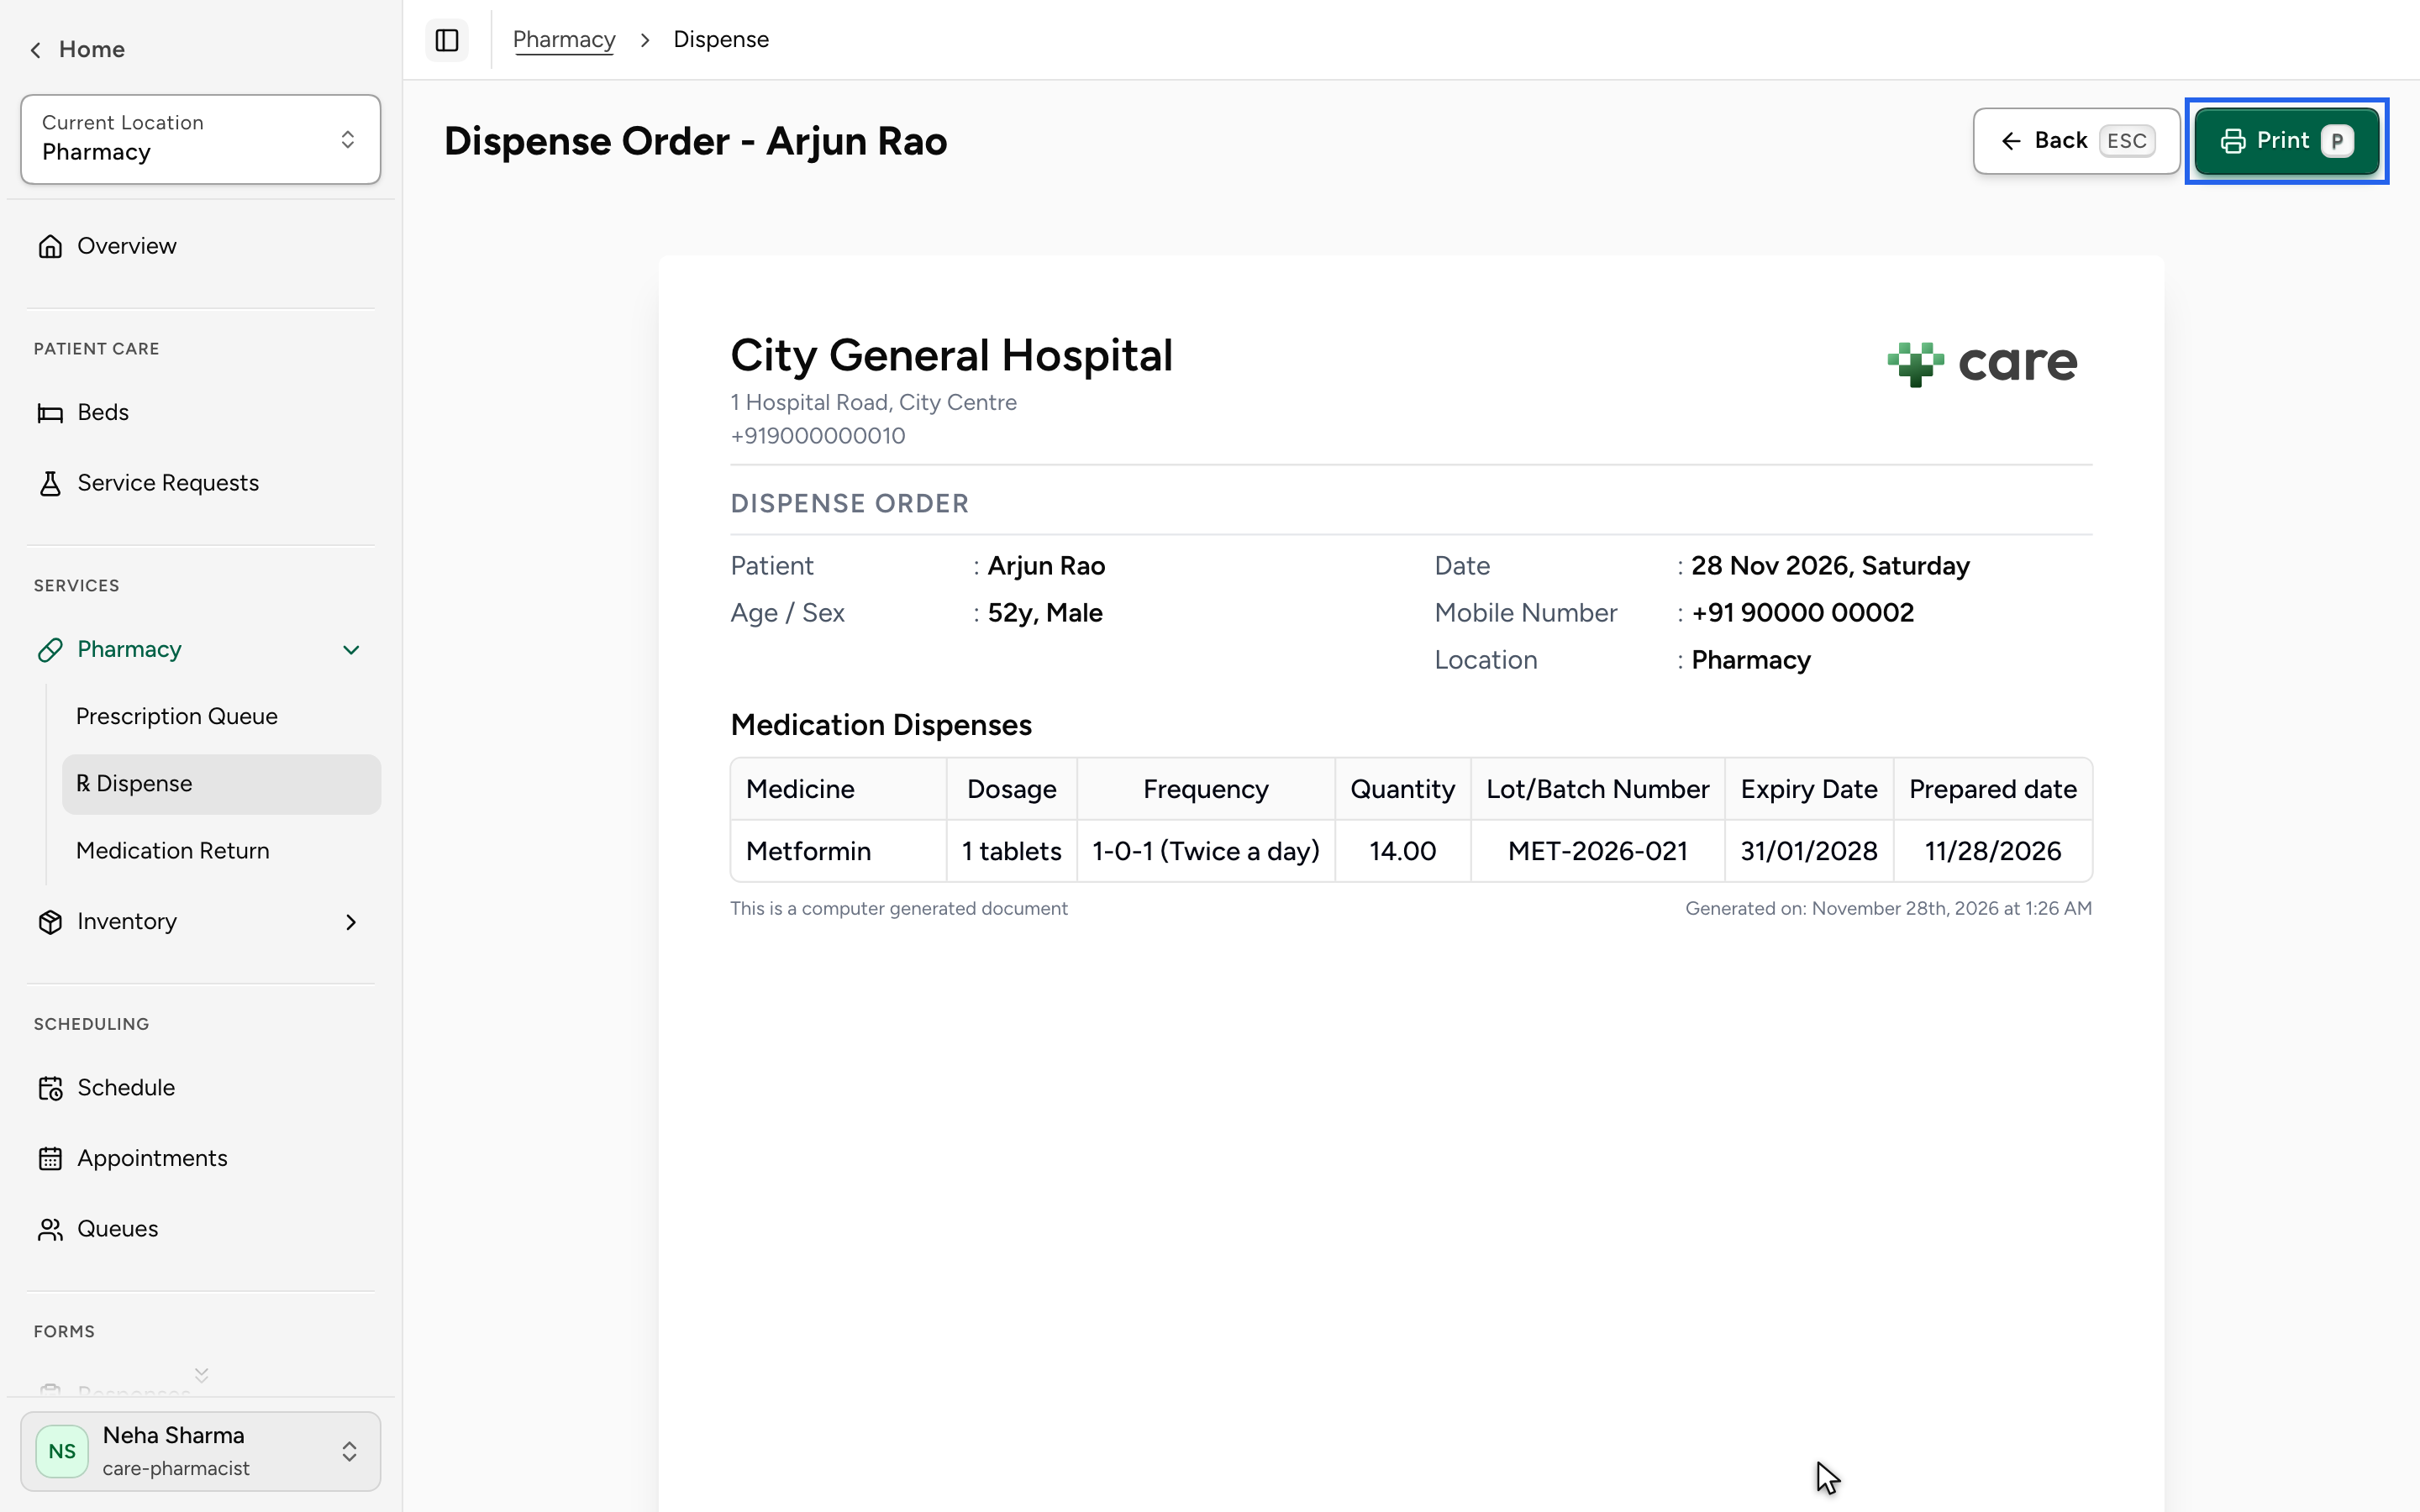 Home
Current Location
Pharmacy
Overview
PATIENT CARE
Beds
Service Requests
SERVICES
Pharmacy
Prescription Queue
℞ Dispense
Medication Return
Inventory
SCHEDULING
Schedule
Appointments
Queues
FORMS
Responses
NS
Neha Sharma
care-pharmacist
Pharmacy > Dispense
Dispense Order - Arjun Rao
Back ESC
Print P
City General Hospital
care
1 Hospital Road, City Centre
+919000000010
DISPENSE ORDER
Patient : Arjun Rao
Date : 28 Nov 2026, Saturday
Age / Sex : 52y, Male
Mobile Number : +91 90000 00002
Location : Pharmacy
Medication Dispenses
Medicine Dosage Frequency Quantity Lot/Batch Number Expiry Date Prepared date
Metformin 1 tablets 1-0-1 (Twice a day) 14.00 MET-2026-021 31/01/2028 11/28/2026
This is a computer generated document
Generated on: November 28th, 2026 at 1:26 AM